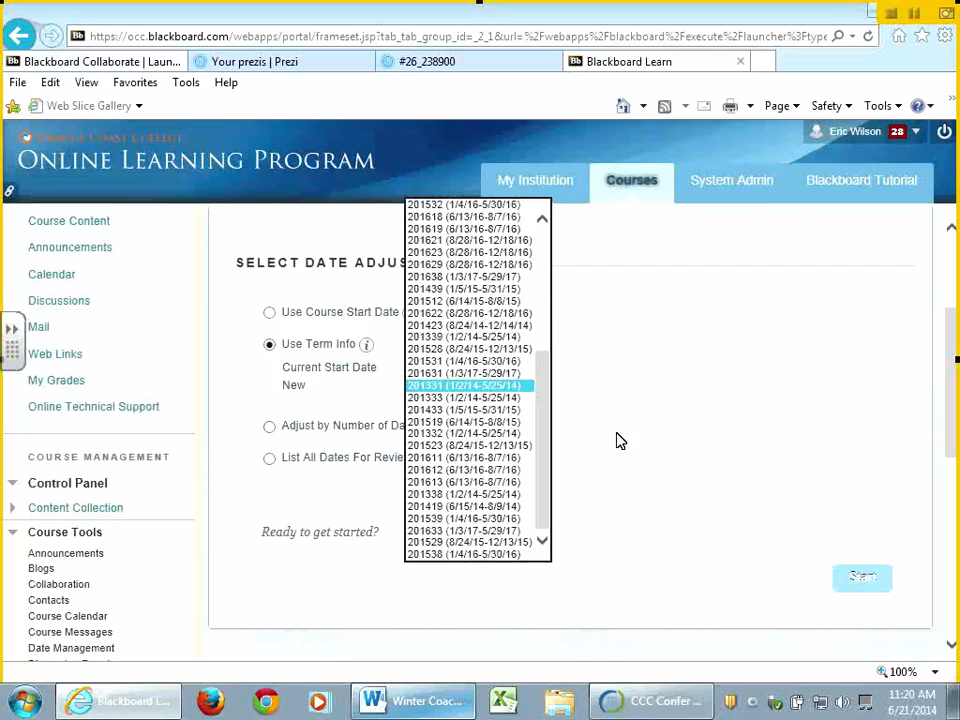 https://occ.blackboard.com/webapps/portal/frameset.jsp?tab_tab_group_id=_2_1&url=%2Fwebapps%2Fblackboard%2Fexecute%2Flauncher%3Ftype
Blackboard Collaborate | Laun...
Your prezis | Prezi
#26_238900
Blackboard Learn
File Edit View Favorites Tools Help
Web Slice Gallery
Page Safety Tools
ORANGE COAST COLLEGE
ONLINE LEARNING PROGRAM
Eric Wilson 28
My Institution
Courses
System Admin
Blackboard Tutorial
Course Content
Announcements
Calendar
Discussions
Mail
Web Links
My Grades
Online Technical Support
COURSE MANAGEMENT
Control Panel
Content Collection
Course Tools
Announcements
Blogs
Collaboration
Contacts
Course Calendar
Course Messages
Date Management
SELECT DATE ADJUS
Use Course Start Date
Use Term Info
Current Start Date
New
Adjust by Number of Da
List All Dates For Revie
Ready to get started?
201532 (1/4/16-5/30/16)
201618 (6/13/16-8/7/16)
201619 (6/13/16-8/7/16)
201621 (8/28/16-12/18/16)
201623 (8/28/16-12/18/16)
201629 (8/28/16-12/18/16)
201638 (1/3/17-5/29/17)
201439 (1/5/15-5/31/15)
201512 (6/14/15-8/8/15)
201622 (8/28/16-12/18/16)
201423 (8/24/14-12/14/14)
201339 (1/2/14-5/25/14)
201528 (8/24/15-12/13/15)
201531 (1/4/16-5/30/16)
201631 (1/3/17-5/29/17)
201331 (1/2/14-5/25/14)
201333 (1/2/14-5/25/14)
201433 (1/5/15-5/31/15)
201519 (6/14/15-8/8/15)
201332 (1/2/14-5/25/14)
201523 (8/24/15-12/13/15)
201611 (6/13/16-8/7/16)
201612 (6/13/16-8/7/16)
201613 (6/13/16-8/7/16)
201338 (1/2/14-5/25/14)
201419 (6/15/14-8/9/14)
201539 (1/4/16-5/30/16)
201633 (1/3/17-5/29/17)
201529 (8/24/15-12/13/15)
201538 (1/4/16-5/30/16)
Start
100%
Blackboard L...
Winter Coac...
CCC Confer ...
11:20 AM
6/21/2014